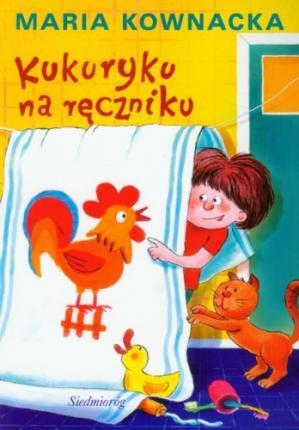 MARIA KOWNACKA
Kukuryku
na ręczniku
Siedmioróg